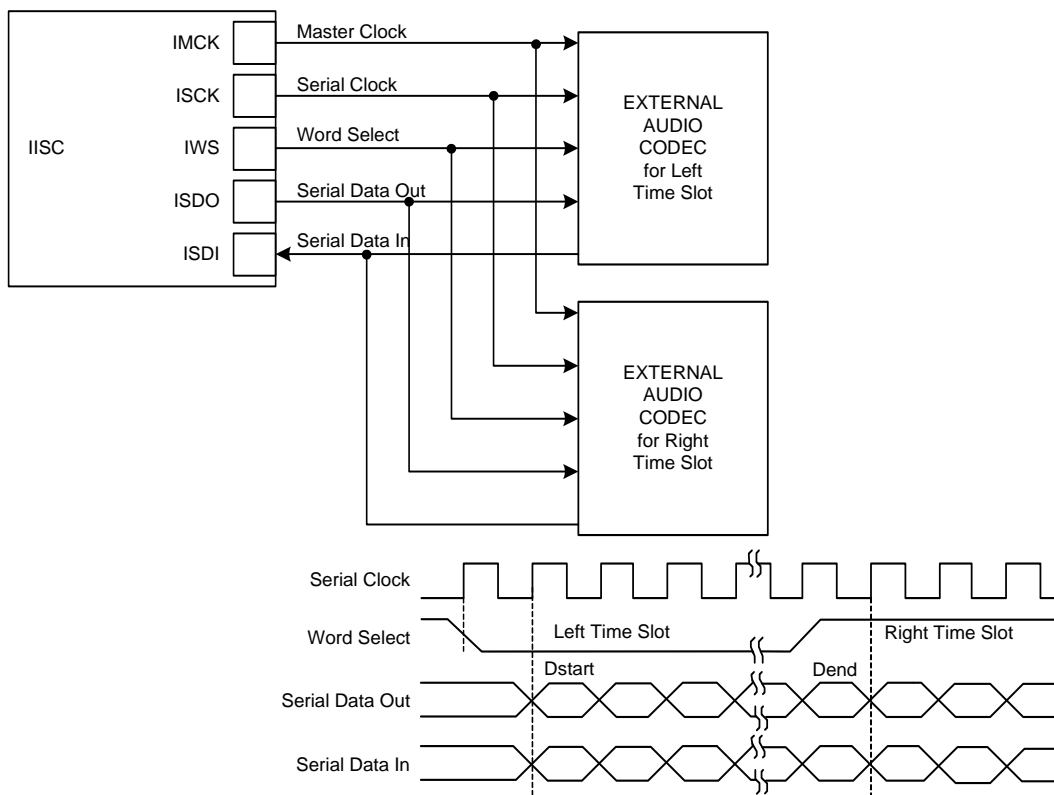 IMCK
Master Clock
ISCK
Serial Clock
IISC
IWS
Word Select
ISDO
Serial Data Out
ISDI
Serial Data In
EXTERNAL
AUDIO
CODEC
for Left
Time Slot
EXTERNAL
AUDIO
CODEC
for Right
Time Slot
Serial Clock
Word Select
Left Time Slot
Right Time Slot
Dstart
Dend
Serial Data Out
Serial Data In